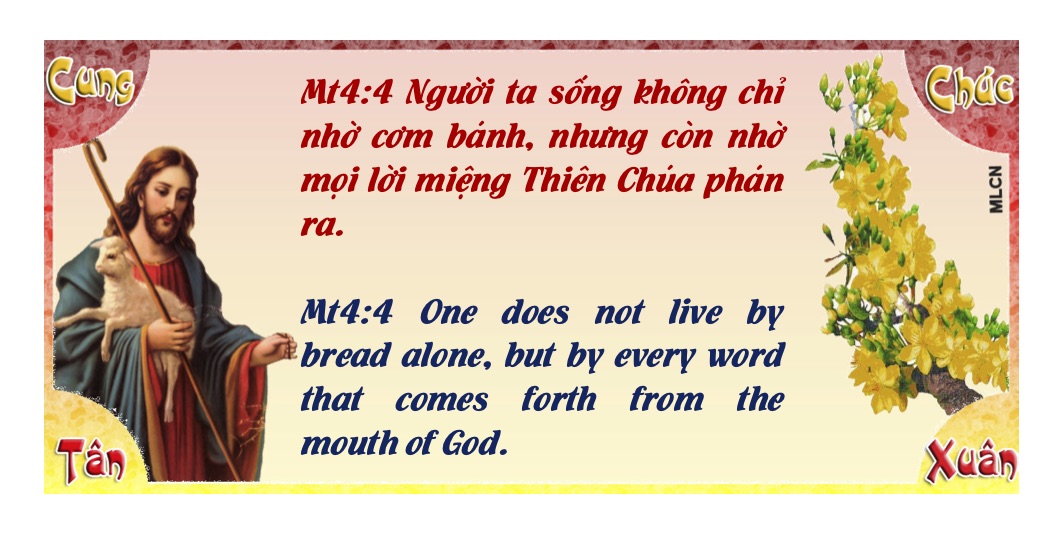 Cung
Chúc
Mt4:4 Người ta sống không chỉ
nhờ cơm bánh, nhưng còn nhờ
mọi lời miệng Thiên Chúa phán
ra.
MLCN
Mt4:4 One does not live by
bread alone, but by every word
that comes forth from the
mouth of God.
Tân
Xuân